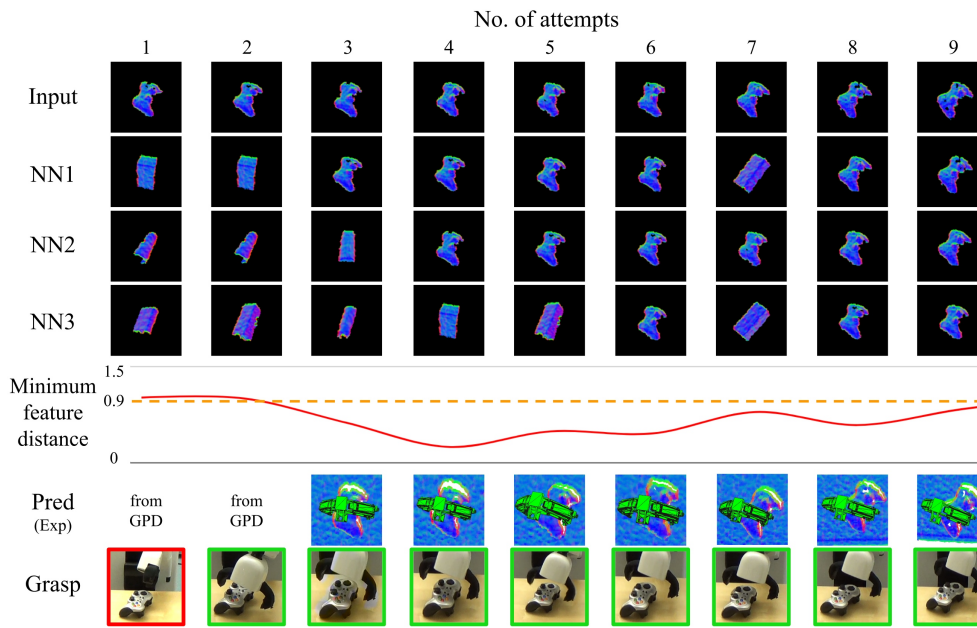 No. of attempts
1 2 3 4 5 6 7 8 9
Input
NN1
NN2
NN3
Minimum
feature
distance
1.5
0.9
0
Pred
(Exp)
from
GPD
from
GPD
Grasp